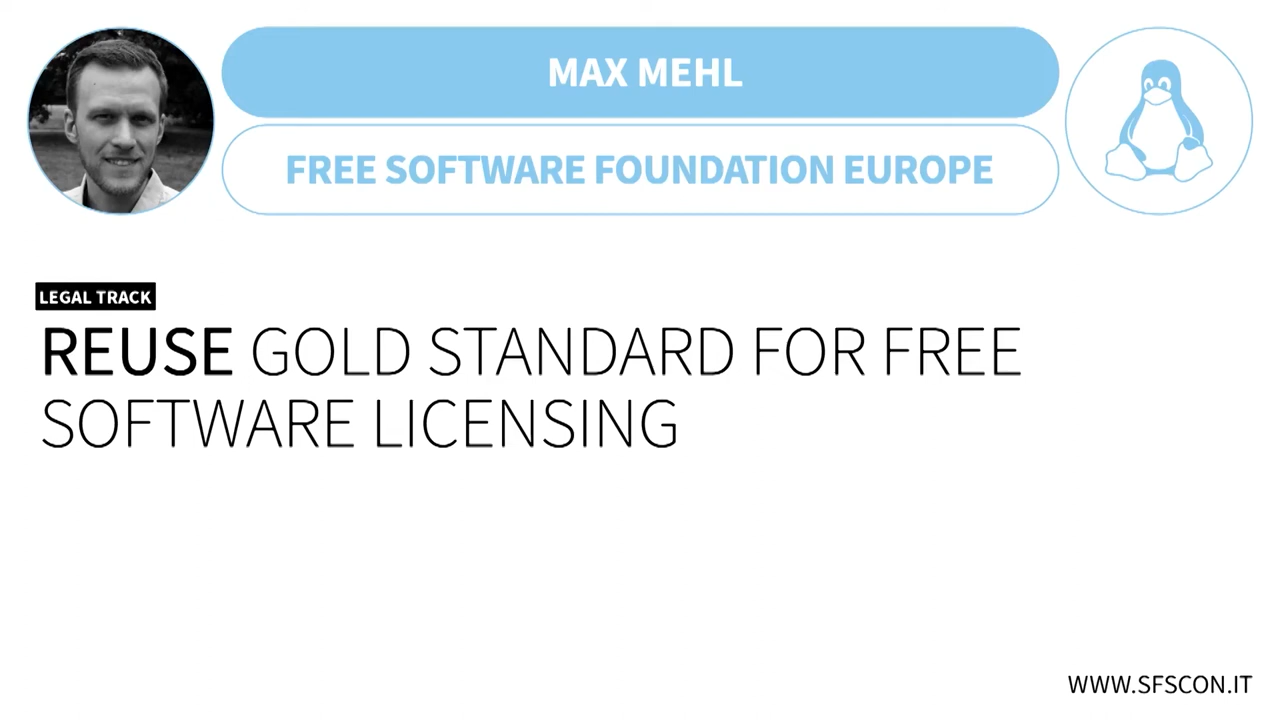 MAX MEHL
FREE SOFTWARE FOUNDATION EUROPE
LEGAL TRACK
REUSE GOLD STANDARD FOR FREE
SOFTWARE LICENSING
WWW.SFSCON.IT